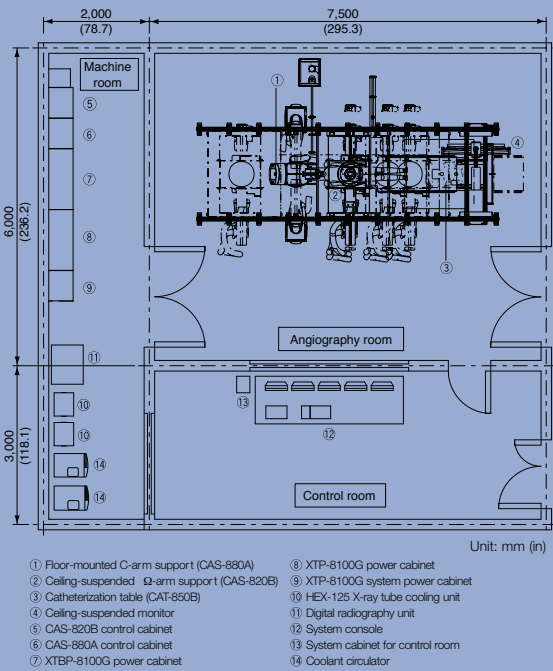 2,000
(78.7)
7,500
(295.3)
Machine
room
①
⑤
⑥
④
⑦
②
6,000
(236.2)
⑧
③
⑨
Angiography room
⑪
⑬
⑩
⑫
⑩
3,000
(118.1)
⑭
Control room
⑭
Unit: mm (in)
① Floor-mounted C-arm support (CAS-880A)
② Ceiling-suspended Ω-arm support (CAS-820B)
③ Catheterization table (CAT-850B)
④ Ceiling-suspended monitor
⑤ CAS-820B control cabinet
⑥ CAS-880A control cabinet
⑦ XTBP-8100G power cabinet
⑧ XTP-8100G power cabinet
⑨ XTP-8100G system power cabinet
⑩ HEX-125 X-ray tube cooling unit
⑪ Digital radiography unit
⑫ System console
⑬ System cabinet for control room
⑭ Coolant circulator